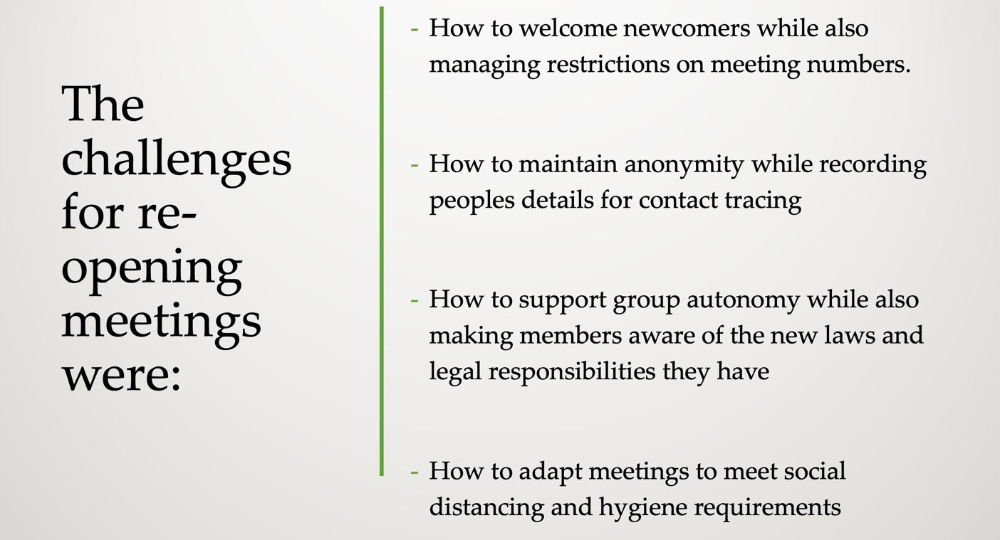 The
challenges
for re-
opening
meetings
were:
- How to welcome newcomers while also
managing restrictions on meeting numbers.
- How to maintain anonymity while recording
peoples details for contact tracing
- How to support group autonomy while also
making members aware of the new laws and
legal responsibilities they have
- How to adapt meetings to meet social
distancing and hygiene requirements